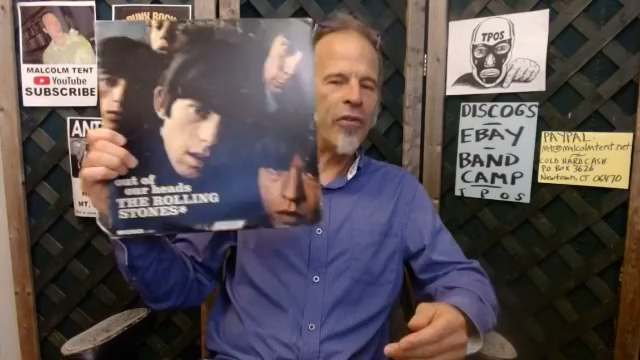 MALCOLM TENT
YouTube
SUBSCRIBE
PUNK ROCK
out of
our heads
THE ROLLING
STONES*
TPOS
DISCOGS
EBAY
BAND
CAMP
TPOS
PAYPAL:
Mt@malcolmtent.net
COLD HARD CASH:
PO BOX 3626
Newtown, CT 06470